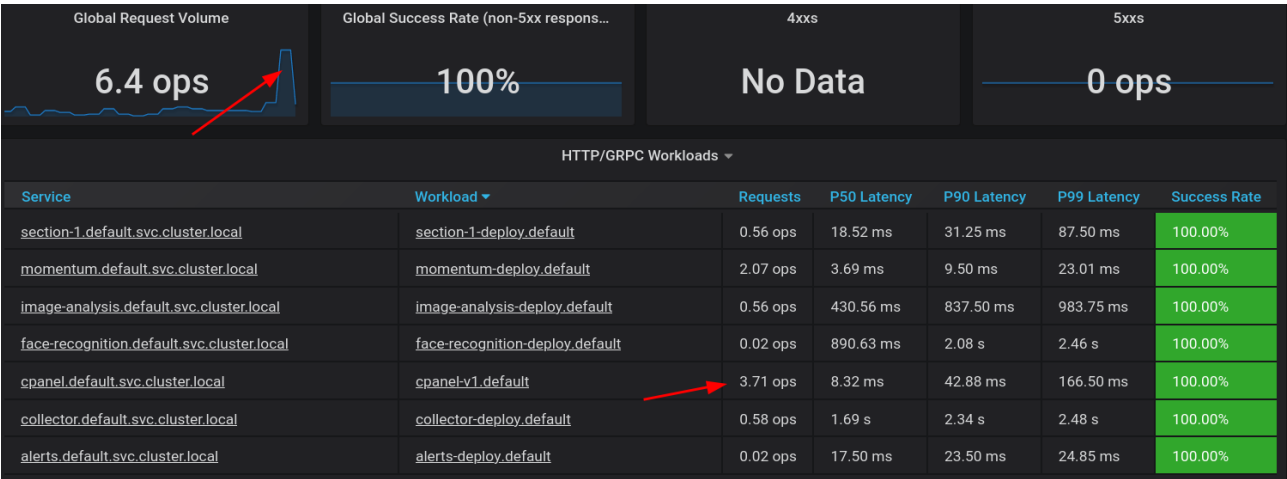 Global Request Volume Global Success Rate (non-5xx respons... 4xxs 5xxs
6.4 ops 100% No Data 0 ops
HTTP/GRPC Workloads
Service Workload Requests P50 Latency P90 Latency P99 Latency Success Rate
section-1.default.svc.cluster.local section-1-deploy.default 0.56 ops 18.52 ms 31.25 ms 87.50 ms 100.00%
momentum.default.svc.cluster.local momentum-deploy.default 2.07 ops 3.69 ms 9.50 ms 23.01 ms 100.00%
image-analysis.default.svc.cluster.local image-analysis-deploy.default 0.56 ops 430.56 ms 837.50 ms 983.75 ms 100.00%
face-recognition.default.svc.cluster.local face-recognition-deploy.default 0.02 ops 890.63 ms 2.08 s 2.46 s 100.00%
cpanel.default.svc.cluster.local cpanel-v1.default 3.71 ops 8.32 ms 42.88 ms 166.50 ms 100.00%
collector.default.svc.cluster.local collector-deploy.default 0.58 ops 1.69 s 2.34 s 2.48 s 100.00%
alerts.default.svc.cluster.local alerts-deploy.default 0.02 ops 17.50 ms 23.50 ms 24.85 ms 100.00%